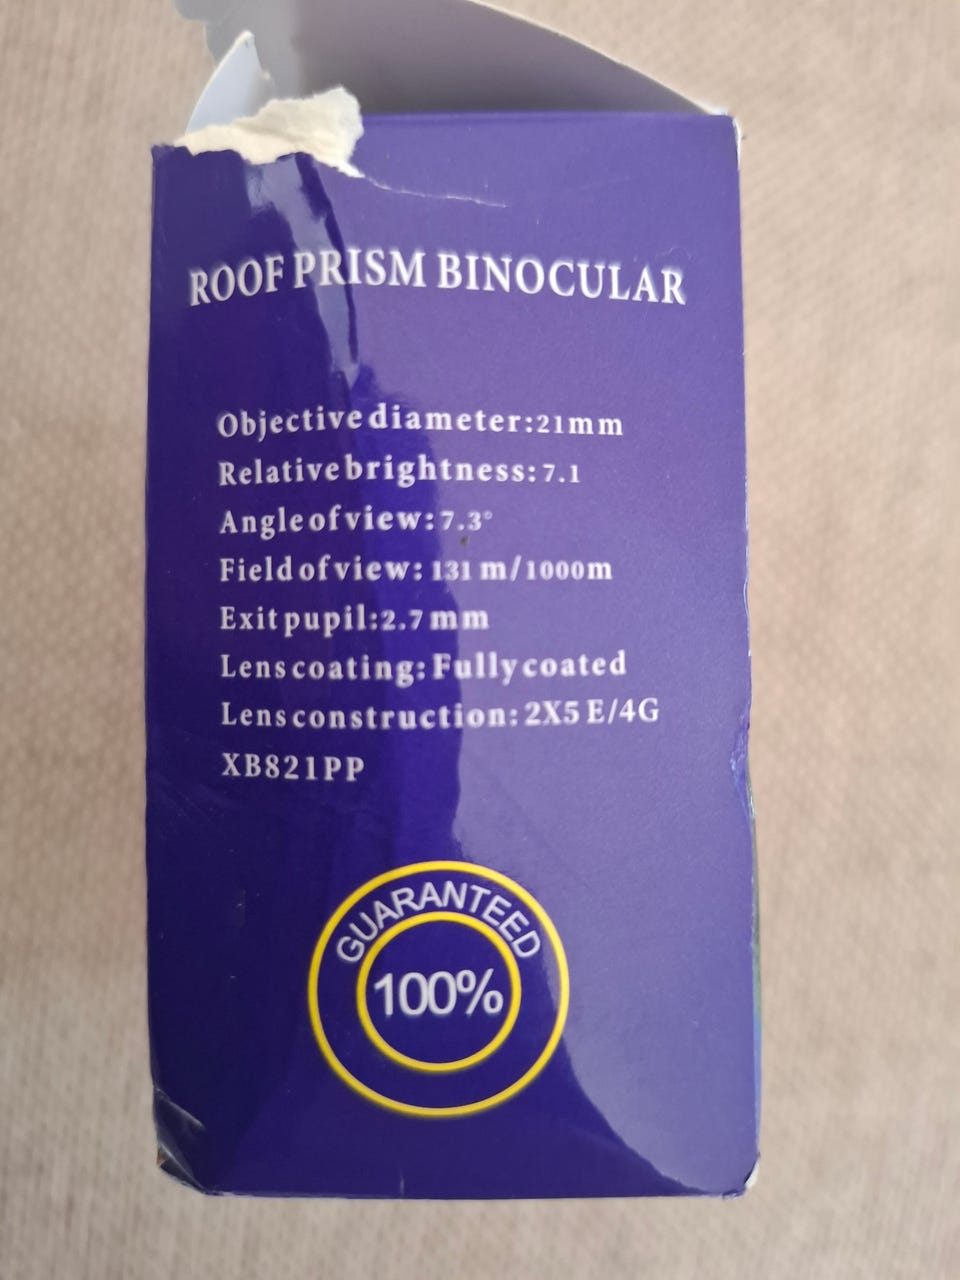 ROOF PRISM BINOCULAR
Objective diameter:21mm
Relative brightness:7.1
Angle of view:7.3°
Field of view: 131 m/1000m
Exit pupil:2.7 mm
Lens coating: Fully coated
Lens construction: 2X5 E/4G
XB821PP
GUARANTEED
100%